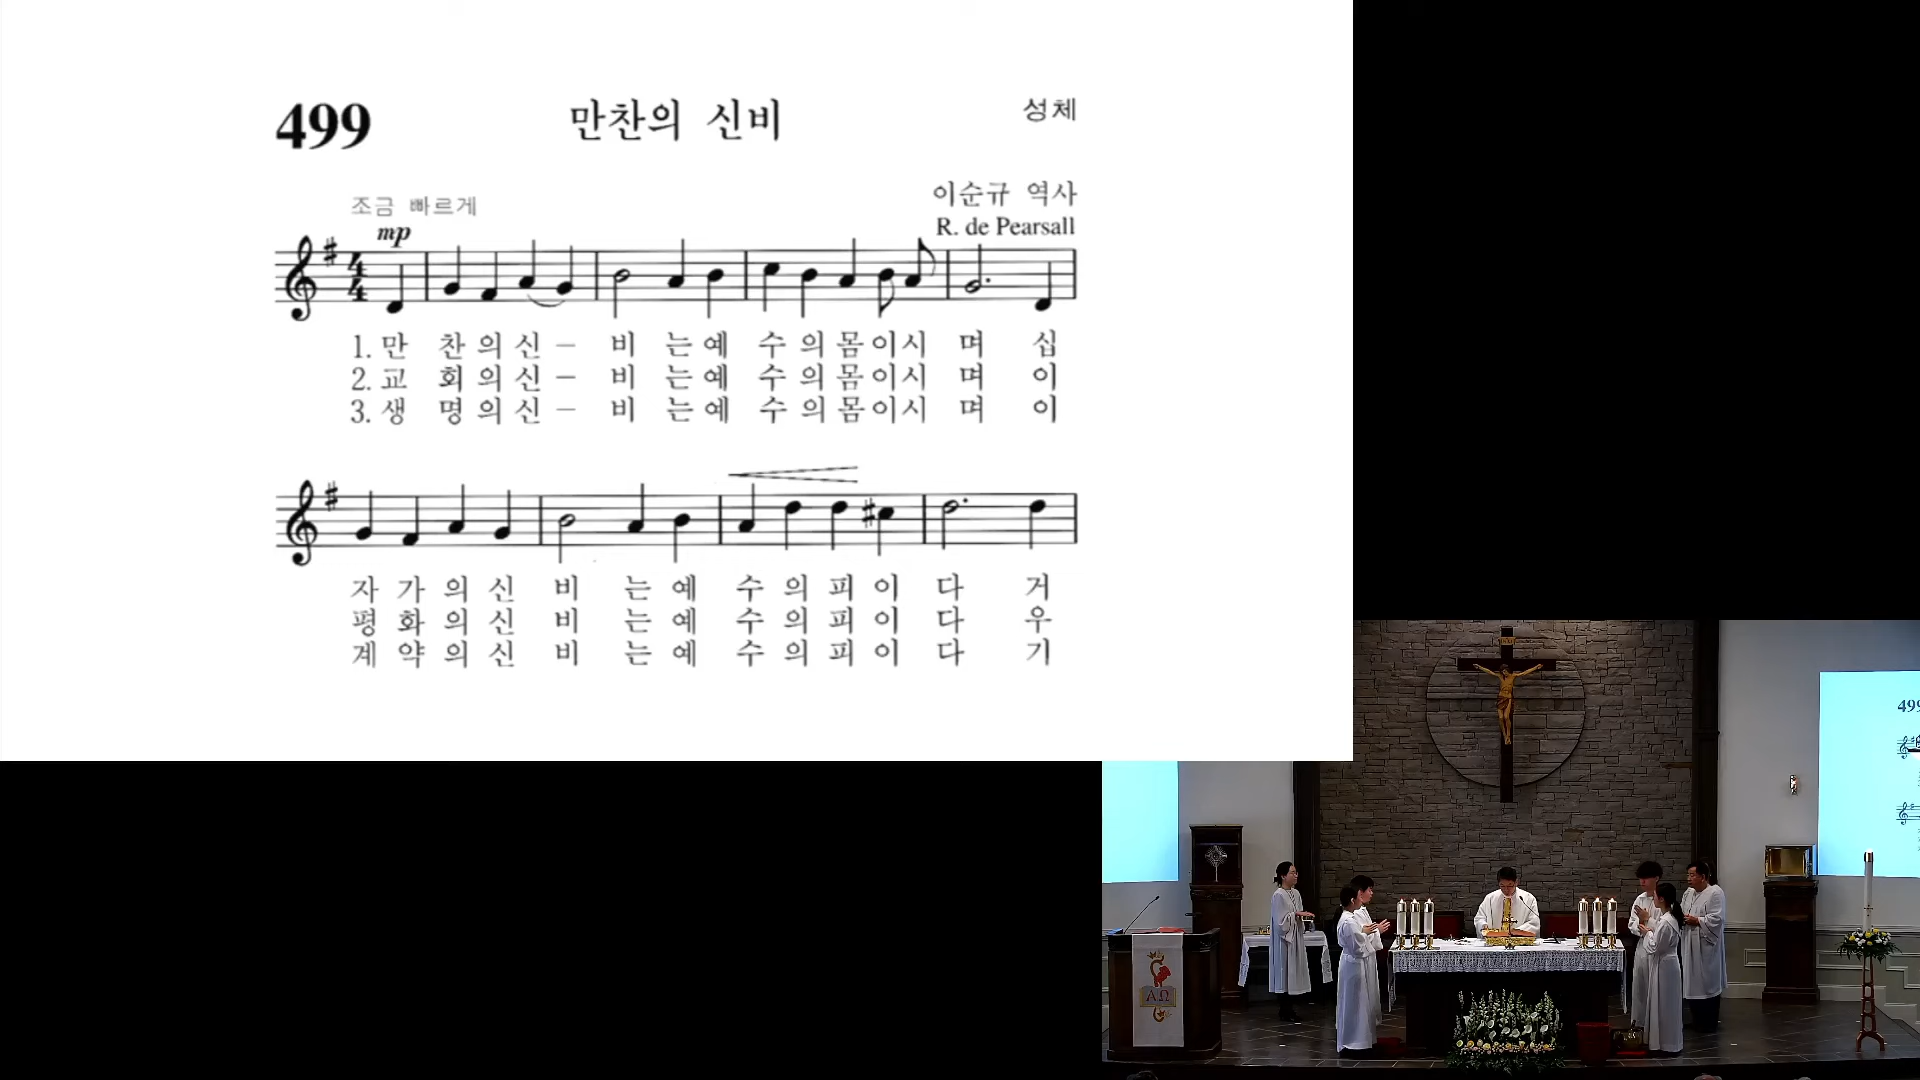 499
만찬의 신비
성체
이순규 역사
조금 빠르게
R. de Pearsall
mp
1. 만 찬 의 신 – 비 는 예 수 의 몸 이 시 며 십
2. 교 회 의 신 – 비 는 예 수 의 몸 이 시 며 이
3. 생 명 의 신 – 비 는 예 수 의 몸 이 시 며 이
자 가 의 신 비 는 예 수 의 피 이 다 거
평 화 의 신 비 는 예 수 의 피 이 다 우
계 약 의 신 비 는 예 수 의 피 이 다 기
499
ΑΩ